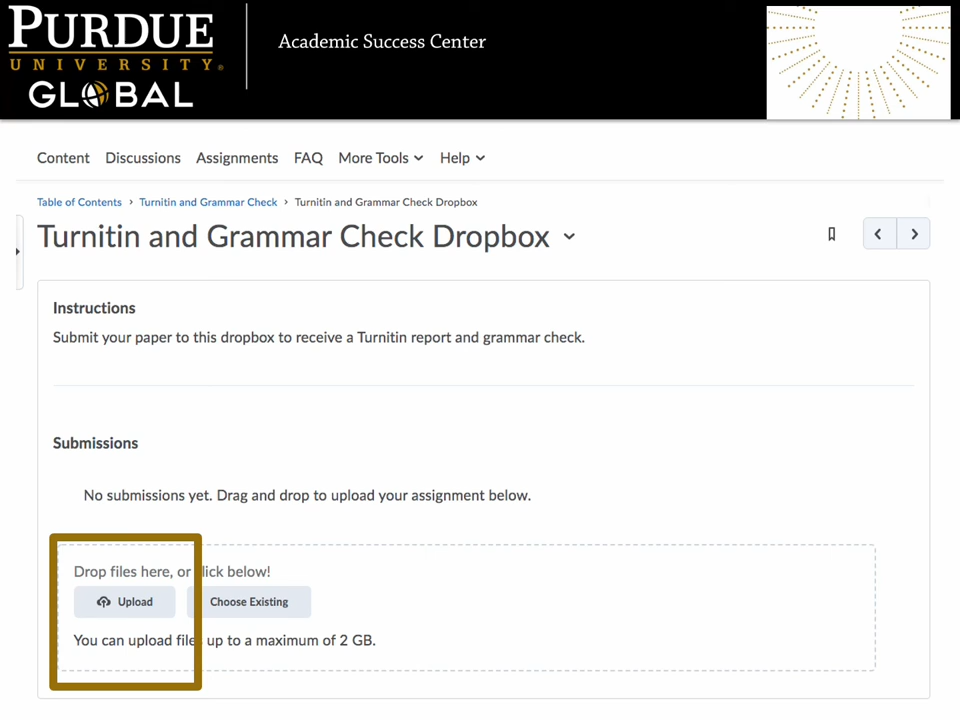 PURDUE
UNIVERSITY®
GLOBAL
Academic Success Center
Content Discussions Assignments FAQ More Tools Help
Table of Contents › Turnitin and Grammar Check › Turnitin and Grammar Check Dropbox
Turnitin and Grammar Check Dropbox
Instructions
Submit your paper to this dropbox to receive a Turnitin report and grammar check.
Submissions
No submissions yet. Drag and drop to upload your assignment below.
Drop files here, or lick below!
Upload Choose Existing
You can upload file up to a maximum of 2 GB.